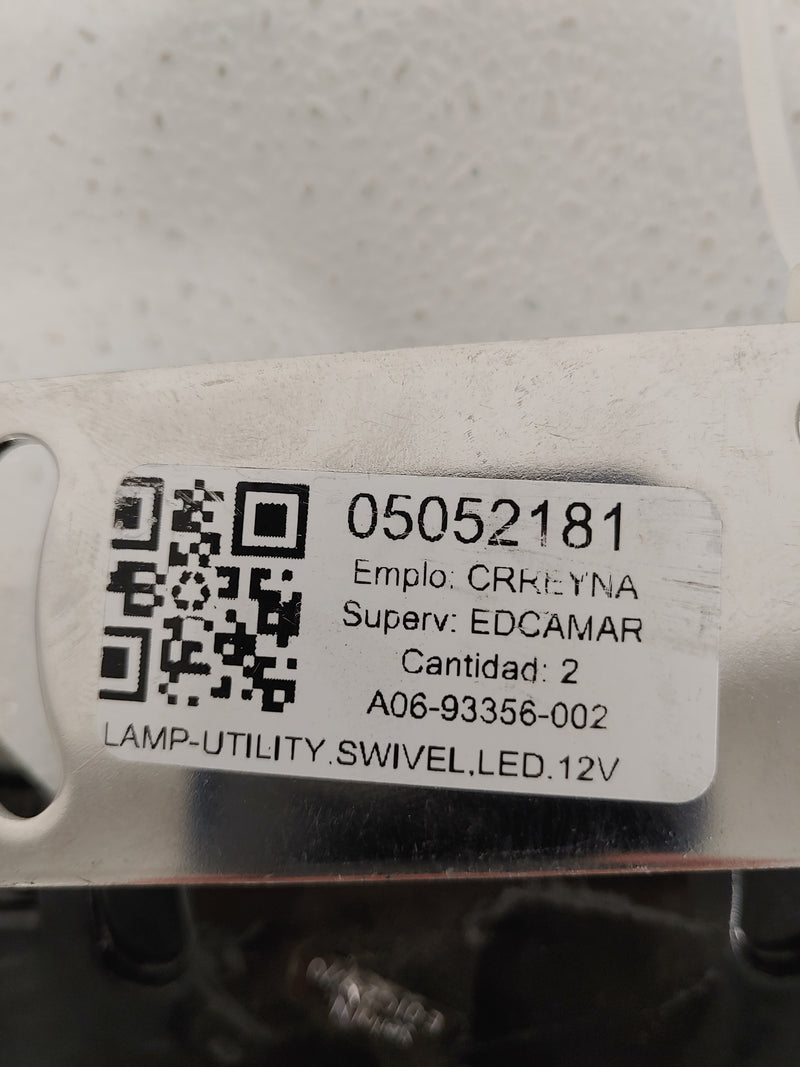 05052181
Emplo: CRREYNA
Superv: EDCAMAR
Cantidad: 2
A06-93356-002
LAMP-UTILITY.SWIVEL,LED.12V